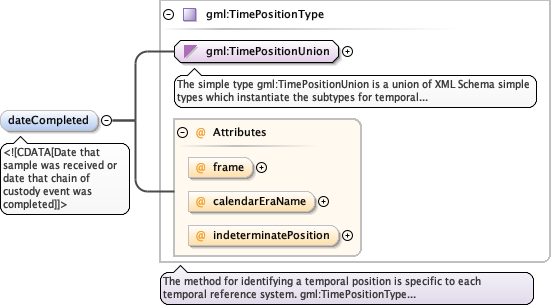 gml:TimePositionType
gml:TimePositionUnion
The simple type gml:TimePositionUnion is a union of XML Schema simple
types which instantiate the subtypes for temporal...
dateCompleted
<![CDATA[Date that
sample was received or
date that chain of
custody event was
completed]]>
@ Attributes
@ frame
@ calendarEraName
@ indeterminatePosition
The method for identifying a temporal position is specific to each
temporal reference system. gml:TimePositionType...